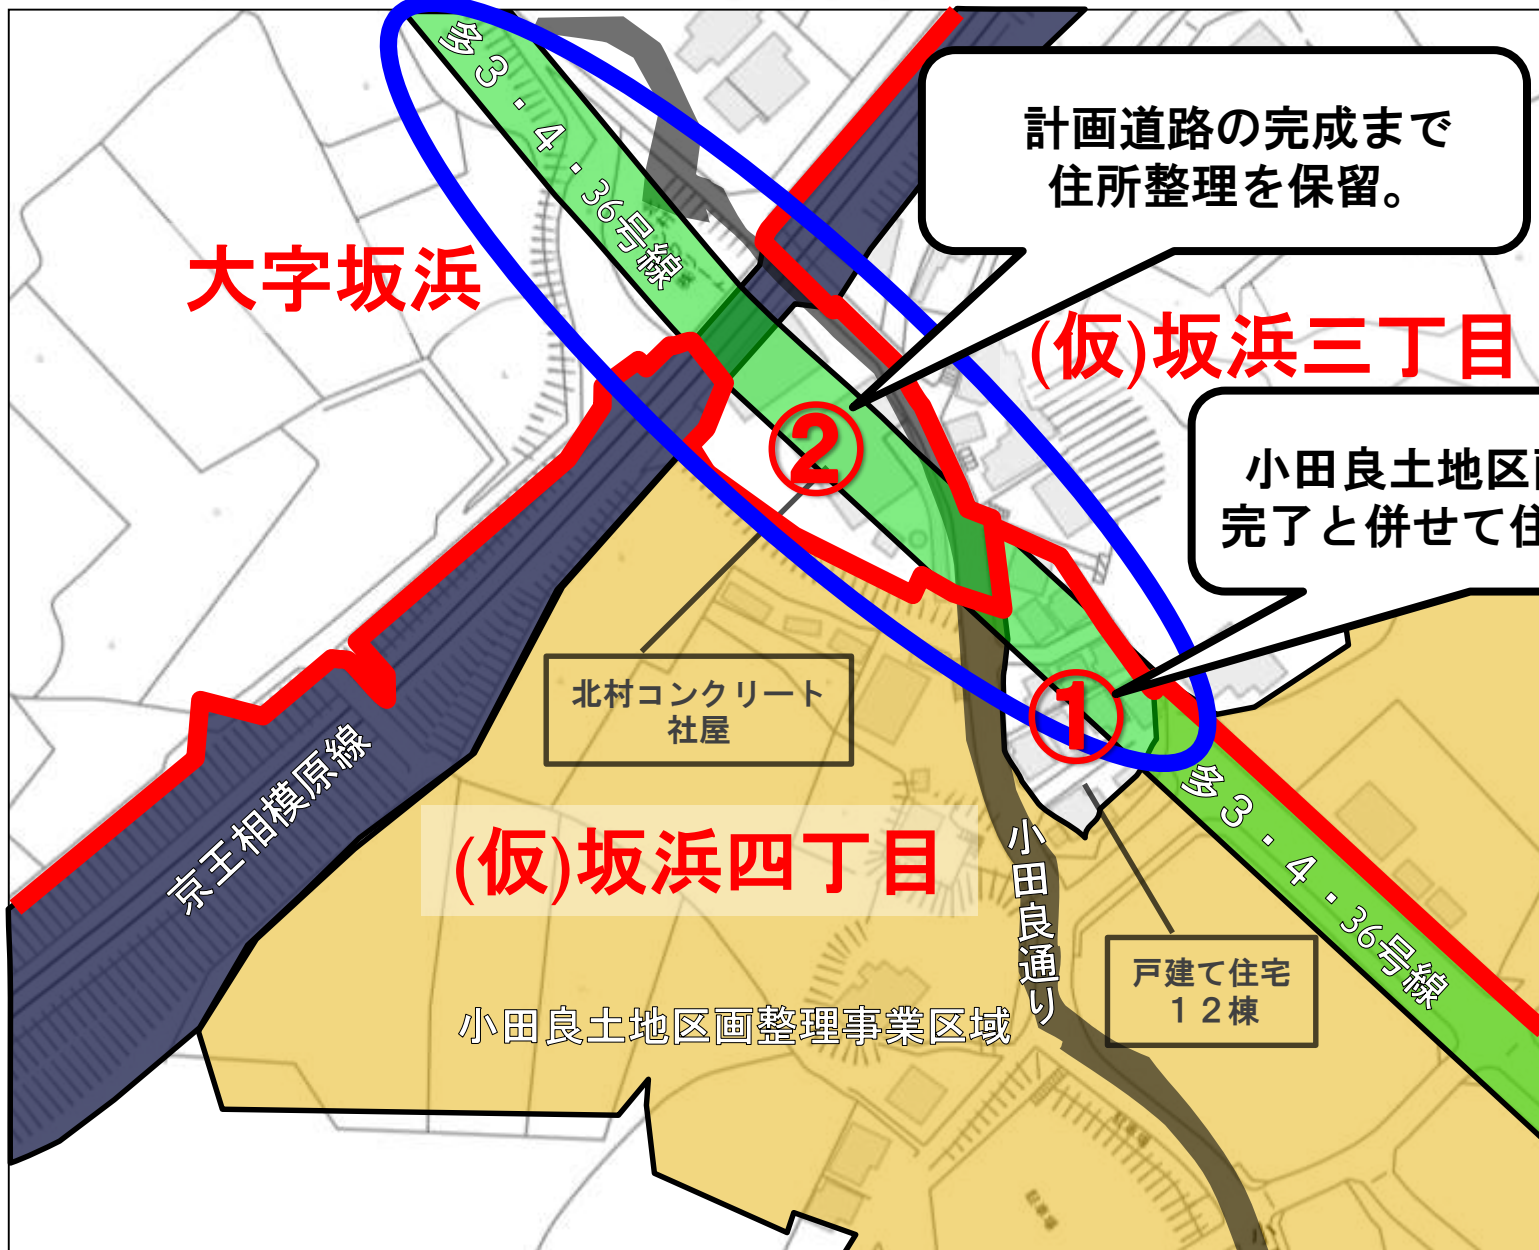 多３・４・36号線
計画道路の完成まで
住所整理を保留。
大字坂浜
(仮)坂浜三丁目
②
小田良土地区画
完了と併せて住
北村コンクリート
社屋
①
京王相模原線
多３・４・36号線
(仮)坂浜四丁目
小田良通り
戸建て住宅
１２棟
小田良土地区画整理事業区域